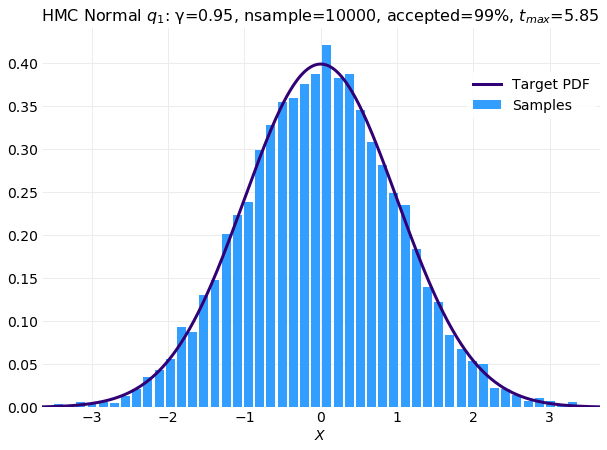 HMC Normal q₁: γ=0.95, nsample=10000, accepted=99%, tₘₐₓ=5.85
0.40
0.35
0.30
0.25
0.20
0.15
0.10
0.05
0.00
Target PDF
Samples
−3 −2 −1 0 1 2 3
X